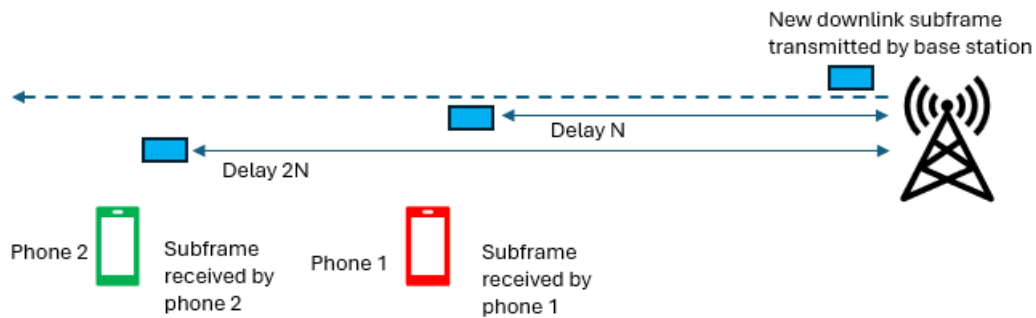 New downlink subframe
transmitted by base station
Delay N
Delay 2N
Phone 2
Subframe
received by
phone 2
Phone 1
Subframe
received by
phone 1